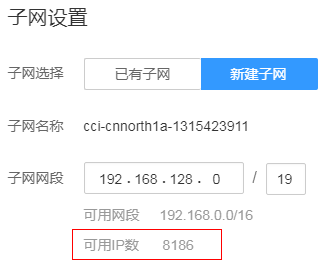 子网设置
子网选择 已有子网 新建子网
子网名称 cci-cnnorth1a-1315423911
子网网段 192 . 168 . 128 . 0 / 19
可用网段 192.168.0.0/16
可用IP数 8186